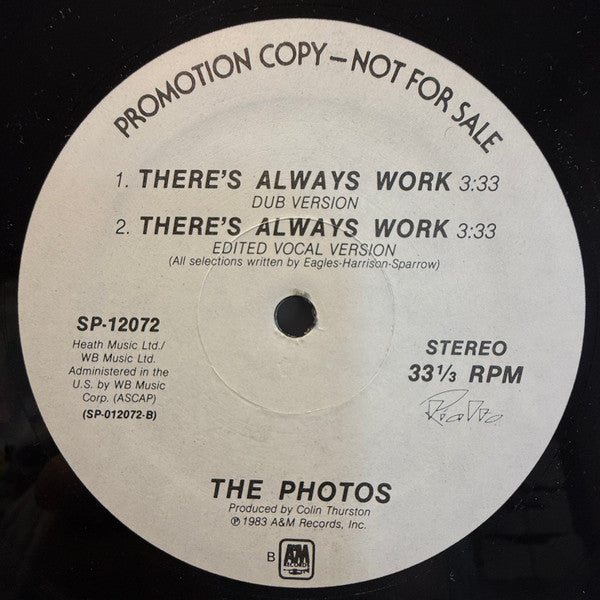 PROMOTION COPY—NOT FOR SALE
1. THERE'S ALWAYS WORK 3:33
DUB VERSION
2. THERE'S ALWAYS WORK 3:33
EDITED VOCAL VERSION
(All selections written by Eagles-Harrison-Sparrow)
SP-12072
Heath Music Ltd./
WB Music Ltd.
Administered in the
U.S. by WB Music
Corp. (ASCAP)
(SP-012072-B)
STEREO
33⅓ RPM
THE PHOTOS
Produced by Colin Thurston
℗ 1983 A&M Records, Inc.
B
A&M
RECORDS